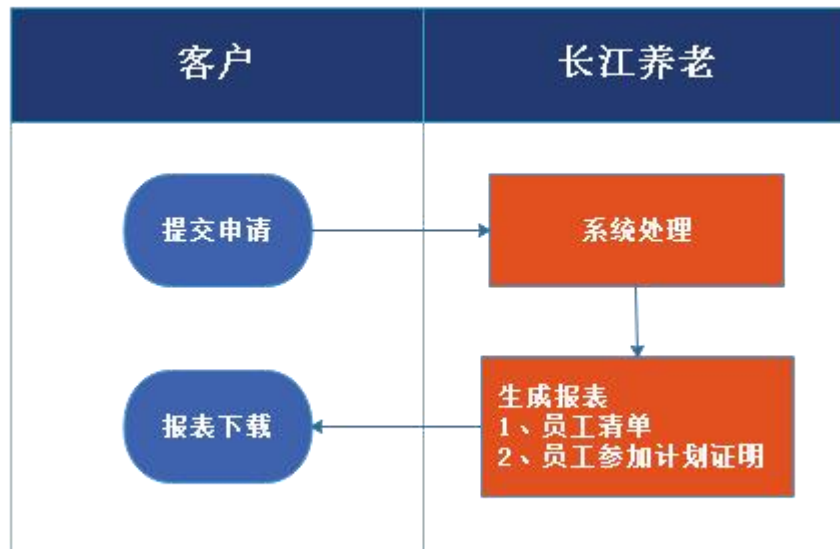 客户
长江养老
提交申请
系统处理
报表下载
生成报表
1、员工清单
2、员工参加计划证明